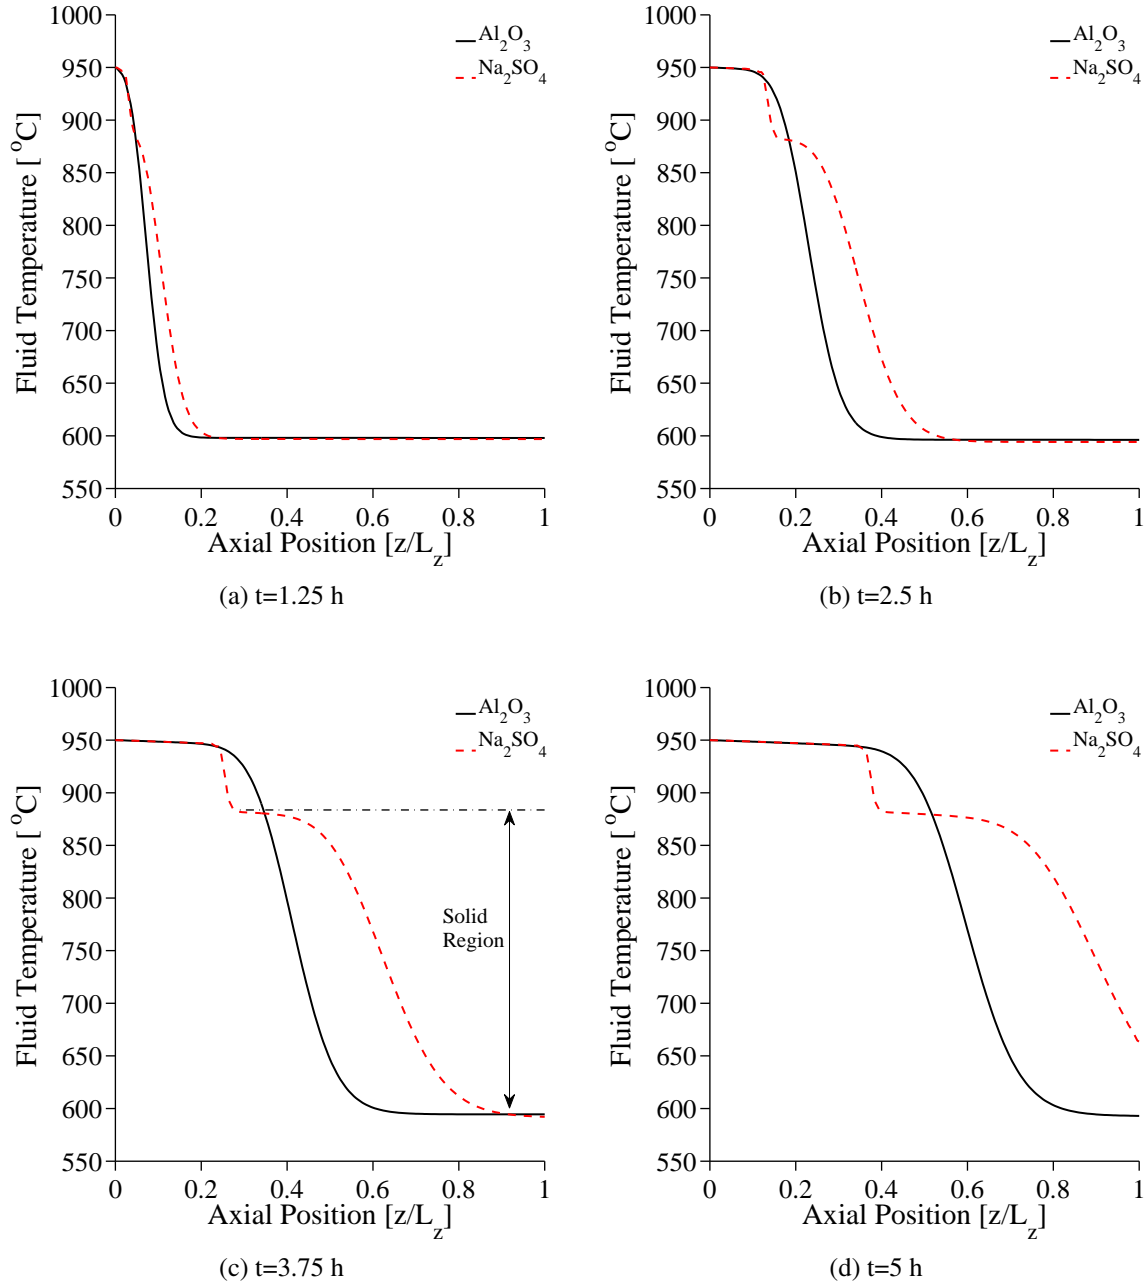 1000
950
900
850
800
750
700
650
600
550
Fluid Temperature [ °C]
Al2O3
Na2SO4
0 0.2 0.4 0.6 0.8 1
Axial Position [z/Lz]
(a) t=1.25 h
1000
950
900
850
800
750
700
650
600
550
Fluid Temperature [ °C]
Al2O3
Na2SO4
0 0.2 0.4 0.6 0.8 1
Axial Position [z/Lz]
(b) t=2.5 h
1000
950
900
850
800
750
700
650
600
550
Fluid Temperature [ °C]
Al2O3
Na2SO4
Solid
Region
0 0.2 0.4 0.6 0.8 1
Axial Position [z/Lz]
(c) t=3.75 h
1000
950
900
850
800
750
700
650
600
550
Fluid Temperature [ °C]
Al2O3
Na2SO4
0 0.2 0.4 0.6 0.8 1
Axial Position [z/Lz]
(d) t=5 h